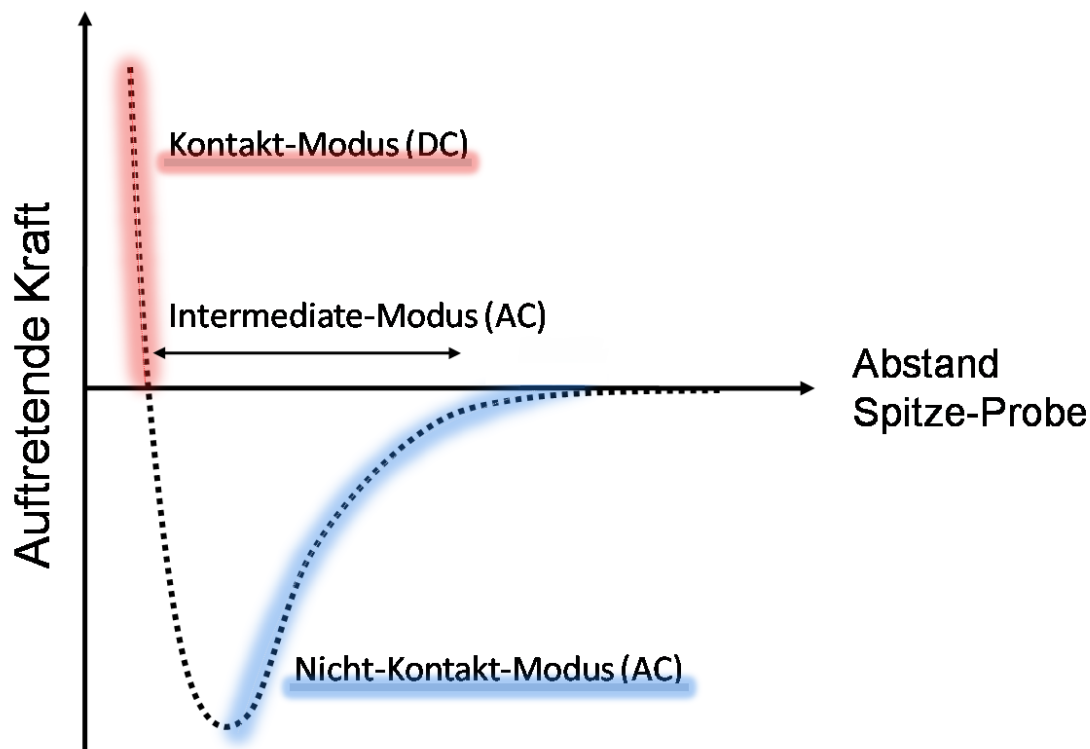 Kontakt-Modus (DC)
Auftretende Kraft
Intermediate-Modus (AC)
Abstand
Spitze-Probe
Nicht-Kontakt-Modus (AC)